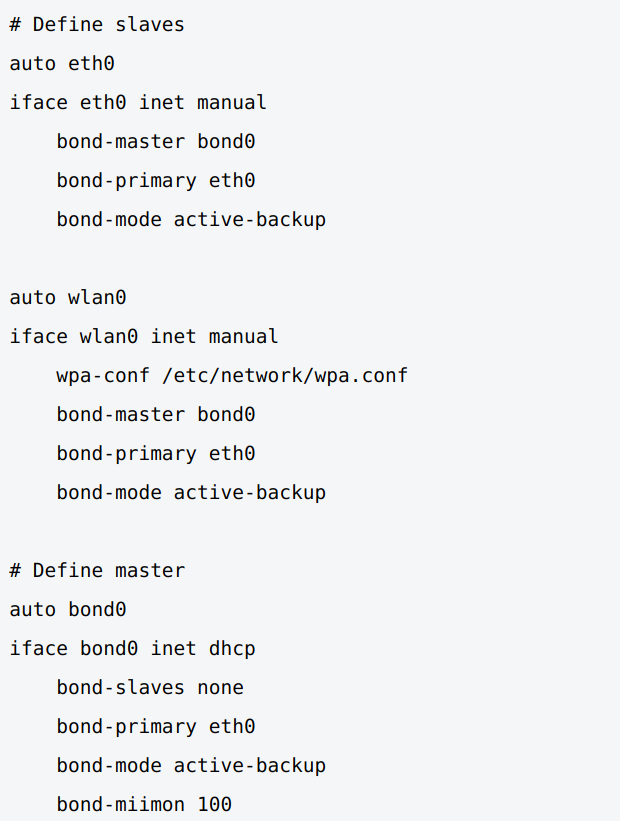 # Define slaves
auto eth0
iface eth0 inet manual
    bond-master bond0
    bond-primary eth0
    bond-mode active-backup

auto wlan0
iface wlan0 inet manual
    wpa-conf /etc/network/wpa.conf
    bond-master bond0
    bond-primary eth0
    bond-mode active-backup

# Define master
auto bond0
iface bond0 inet dhcp
    bond-slaves none
    bond-primary eth0
    bond-mode active-backup
    bond-miimon 100